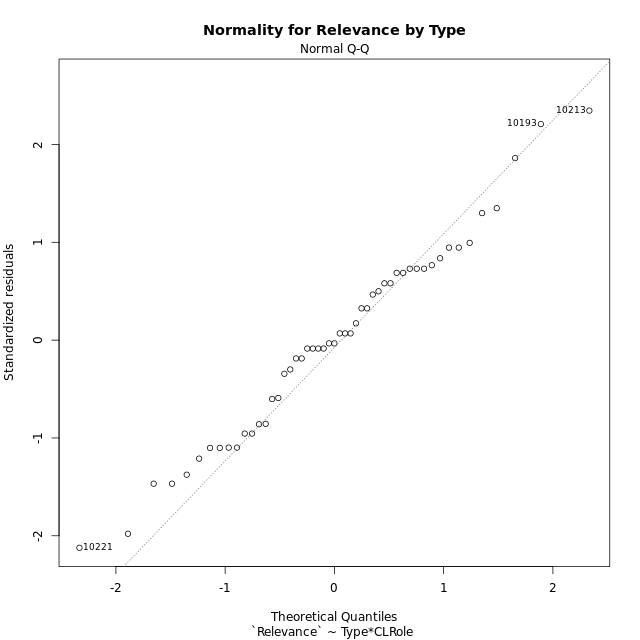 Normality for Relevance by Type
Normal Q-Q
10213
10193
2
1
0
-1
-2
Standardized residuals
10221
-2 -1 0 1 2
Theoretical Quantiles
`Relevance` ~ Type*CLRole